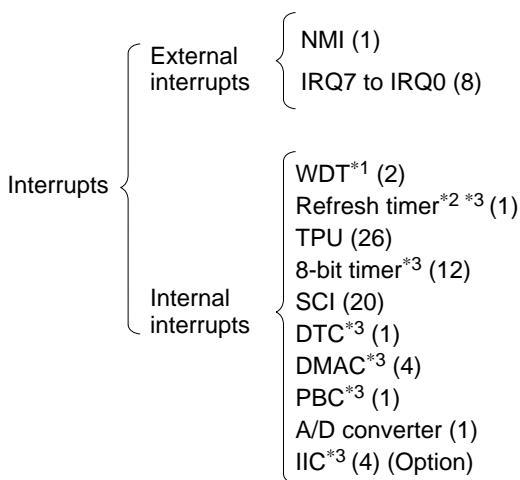 Interrupts
External
interrupts
NMI (1)
IRQ7 to IRQ0 (8)
Internal
interrupts
WDT*1 (2)
Refresh timer*2 *3 (1)
TPU (26)
8-bit timer*3 (12)
SCI (20)
DTC*3 (1)
DMAC*3 (4)
PBC*3 (1)
A/D converter (1)
IIC*3 (4) (Option)